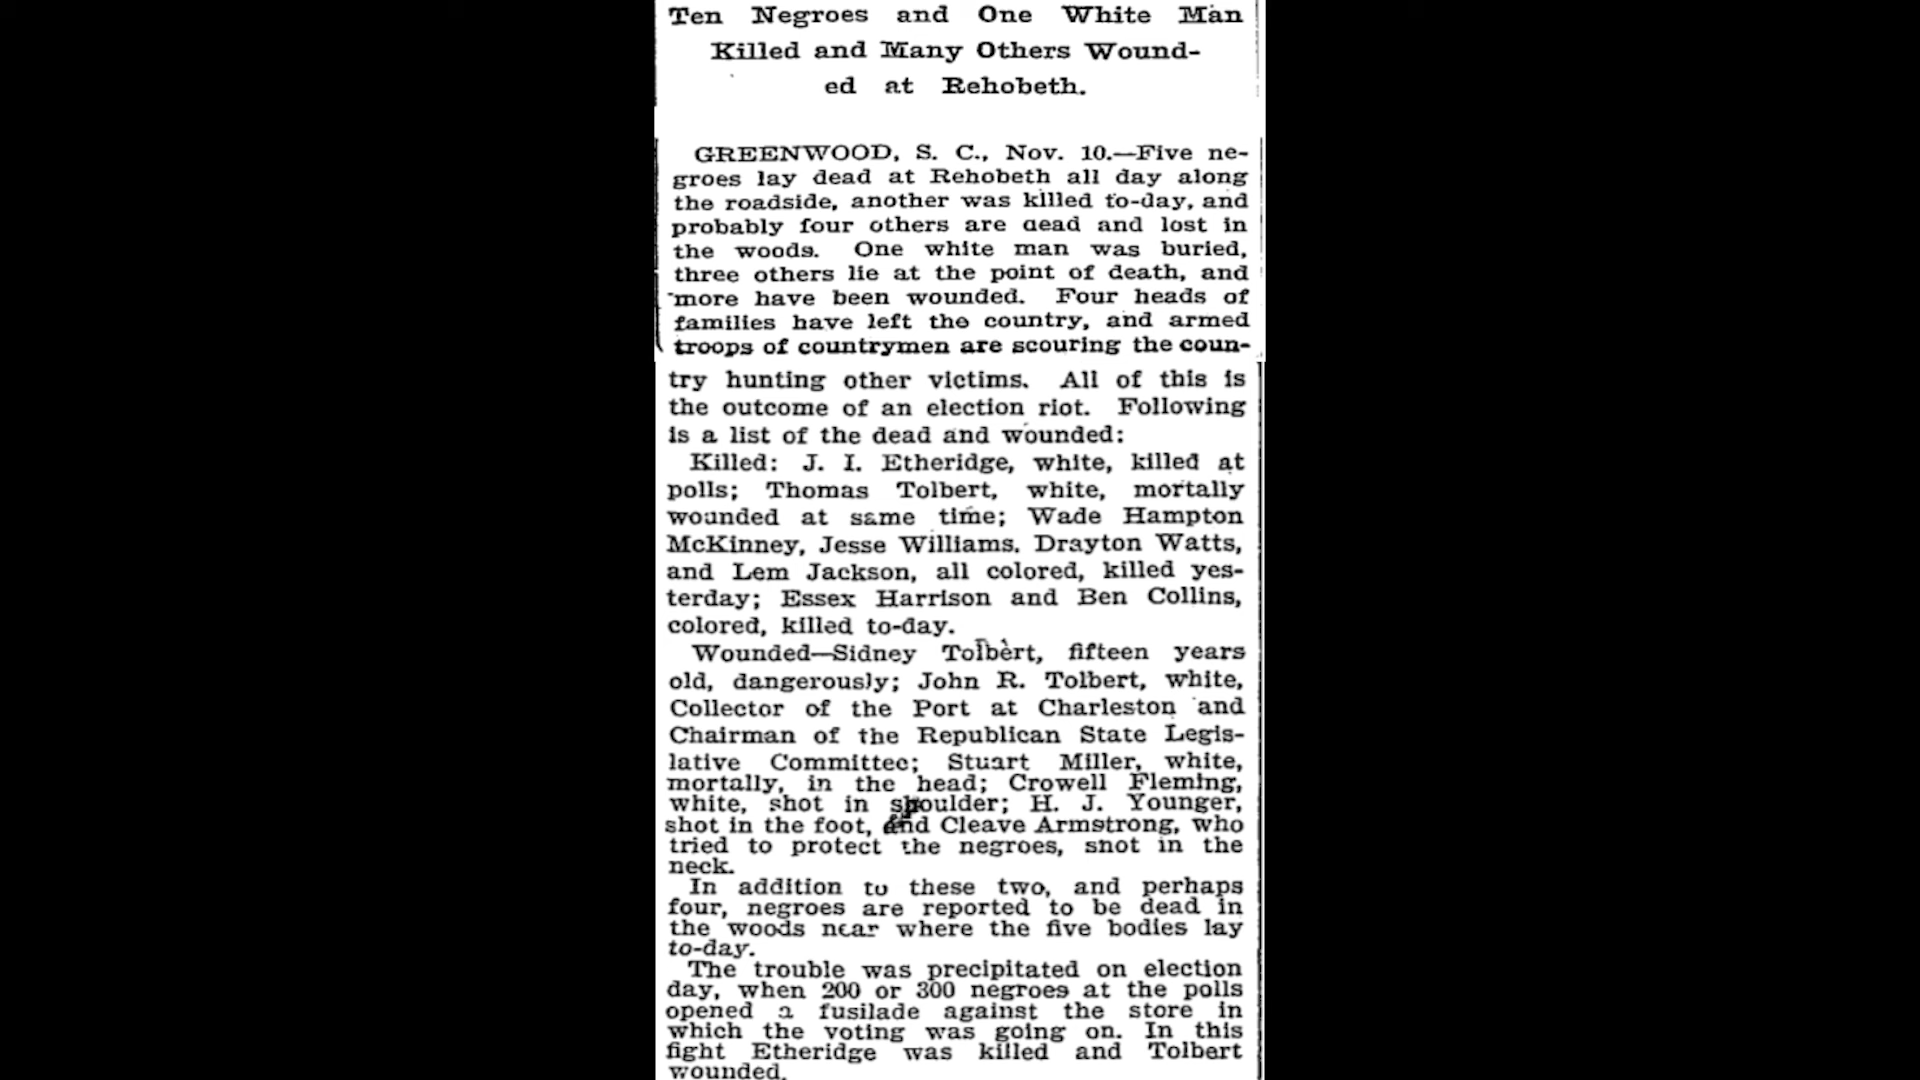 Ten Negroes and One White Man
Killed and Many Others Wound-
ed at Rehobeth.
GREENWOOD, S. C., Nov. 10.—Five ne-
groes lay dead at Rehobeth all day along
the roadside, another was killed to-day, and
probably four others are dead and lost in
the woods. One white man was buried,
three others lie at the point of death, and
more have been wounded. Four heads of
families have left the country, and armed
troops of countrymen are scouring the coun-
try hunting other victims. All of this is
the outcome of an election riot. Following
is a list of the dead and wounded:
Killed: J. I. Etheridge, white, killed at
polls; Thomas Tolbert, white, mortally
wounded at same time; Wade Hampton
McKinney, Jesse Williams, Drayton Watts,
and Lem Jackson, all colored, killed yes-
terday; Essex Harrison and Ben Collins,
colored, killed to-day.
Wounded—Sidney Tolbert, fifteen years
old, dangerously; John R. Tolbert, white,
Collector of the Port at Charleston and
Chairman of the Republican State Legis-
lative Committee; Stuart Miller, white,
mortally, in the head; Crowell Fleming,
white, shot in shoulder; H. J. Younger,
shot in the foot, and Cleave Armstrong, who
tried to protect the negroes, snot in the
neck.
In addition to these two, and perhaps
four, negroes are reported to be dead in
the woods near where the five bodies lay
to-day.
The trouble was precipitated on election
day, when 200 or 300 negroes at the polls
opened a fusilade against the store in
which the voting was going on. In this
fight Etheridge was killed and Tolbert
wounded.